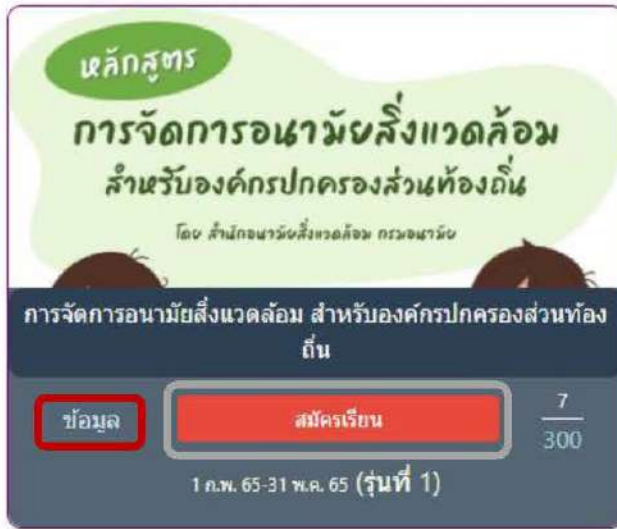 หลักสูตร
การจัดการอนามัยสิ่งแวดล้อม
สำหรับองค์กรปกครองส่วนท้องถิ่น
โดย สำนักอนามัยสิ่งแวดล้อม กรมอนามัย
การจัดการอนามัยสิ่งแวดล้อม สำหรับองค์กรปกครองส่วนท้อง
ถิ่น
ข้อมูล
สมัครเรียน
7
300
1 ก.พ. 65-31 พ.ค. 65 (รุ่นที่ 1)